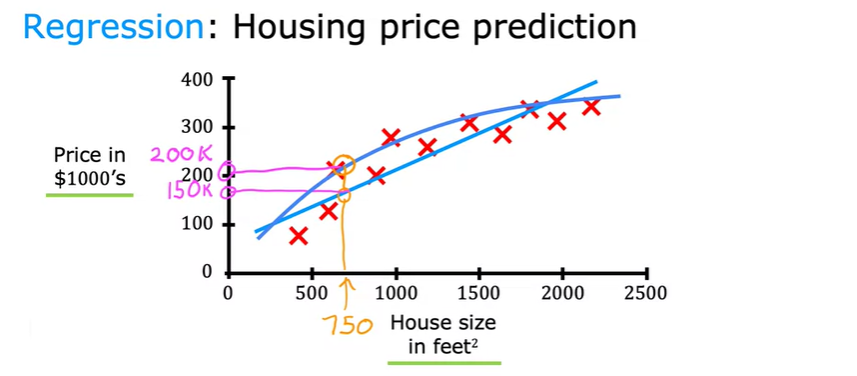 Regression: Housing price prediction
400
300
200
100
0
Price in
$1000's
200K
150K
0 500 1000 1500 2000 2500
750
House size
in feet²